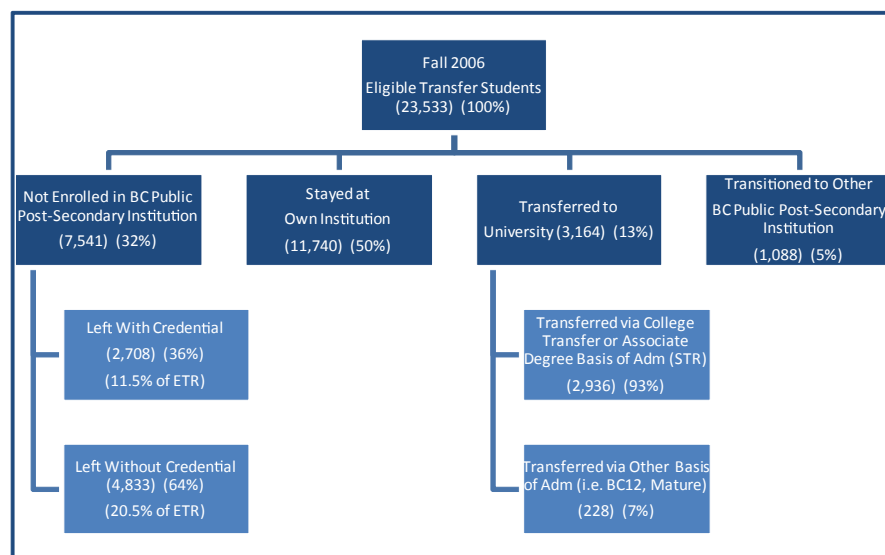 Fall 2006
Eligible Transfer Students
(23,533) (100%)
Not Enrolled in BC Public
Post-Secondary Institution
(7,541) (32%)
Stayed at
Own Institution
(11,740) (50%)
Transferred to
University (3,164) (13%)
Transitioned to Other
BC Public Post-Secondary
Institution
(1,088) (5%)
Left With Credential
(2,708) (36%)
(11.5% of ETR)
Transferred via College
Transfer or Associate
Degree Basis of Adm (STR)
(2,936) (93%)
Left Without Credential
(4,833) (64%)
(20.5% of ETR)
Transferred via Other Basis
of Adm (i.e. BC12, Mature)
(228) (7%)